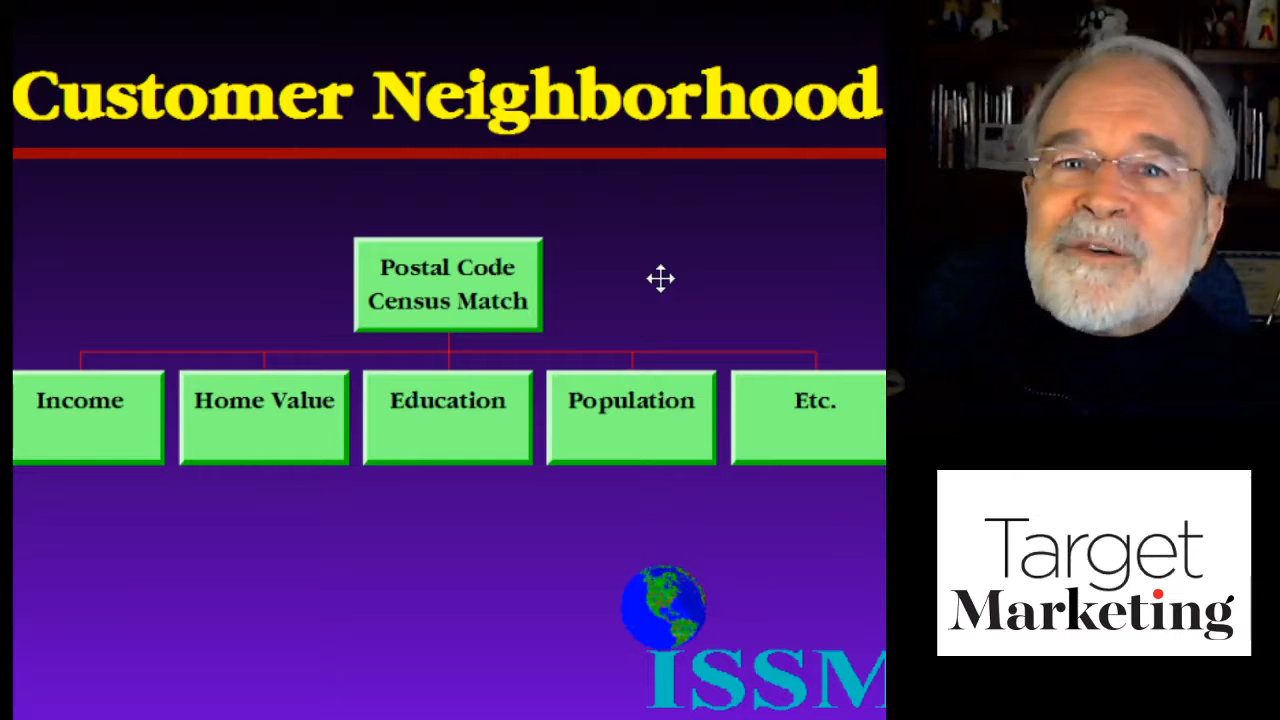 Customer Neighborhood
Postal Code
Census Match
Income
Home Value
Education
Population
Etc.
ISSM
Target
Marketing